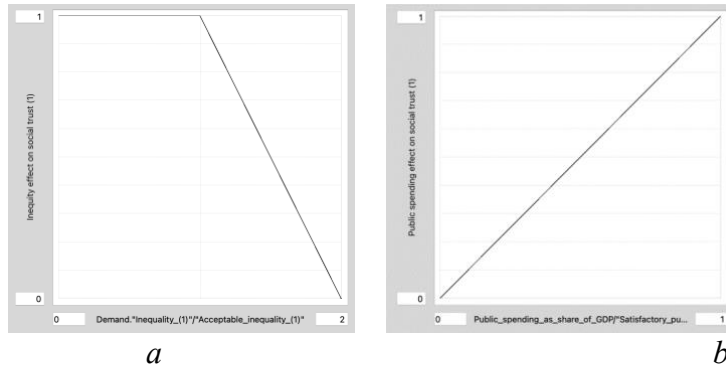 1
Inequity effect on social trust (1)
0
0
Demand."Inequality_(1)"/"Acceptable_inequality_(1)"
2
a
1
Public spending effect on social trust (1)
0
0
Public_spending_as_share_of_GDP/"Satisfactory_pu...
1
b